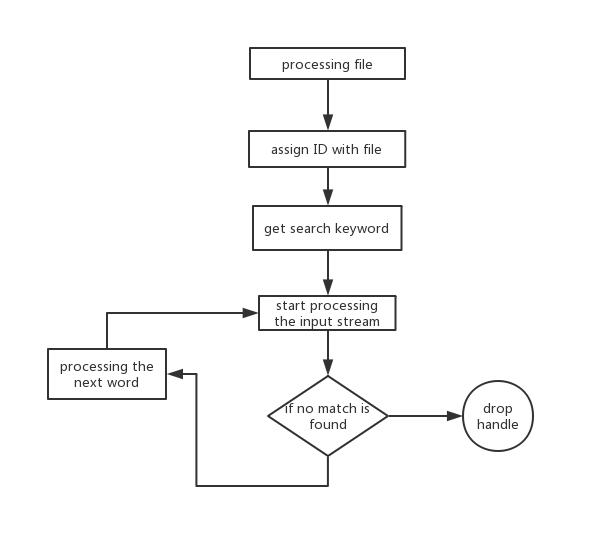 processing file
assign ID with file
get search keyword
start processing
the input stream
processing the
next word
if no match is
found
drop
handle